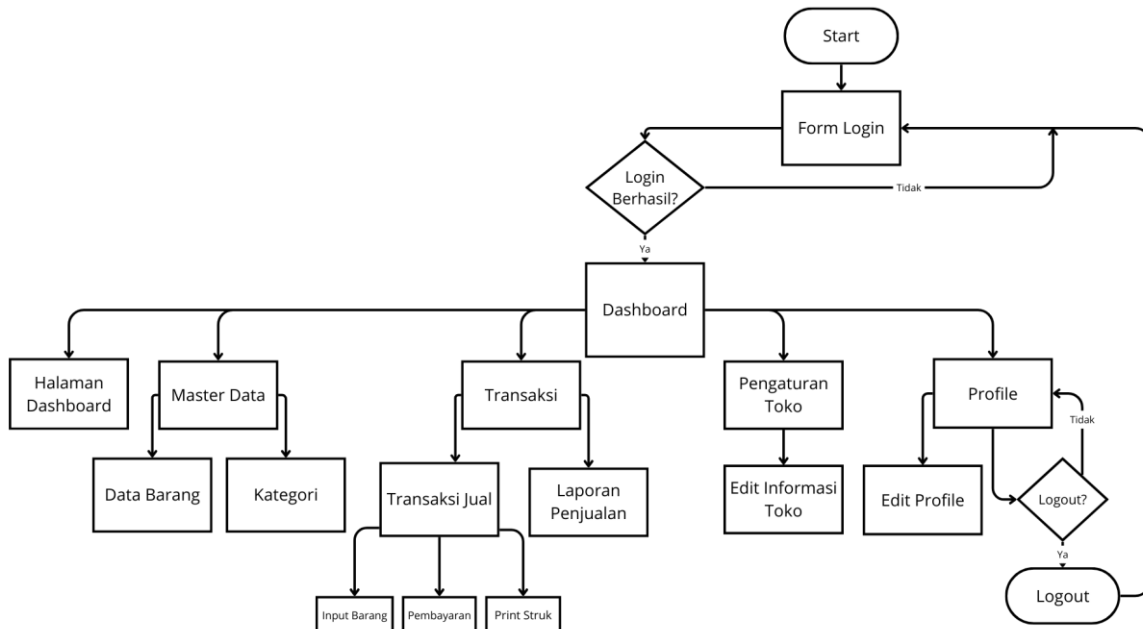 Start
Form Login
Login
Berhasil?
Tidak
Ya
Dashboard
Halaman
Dashboard
Master Data
Transaksi
Pengaturan
Toko
Profile
Tidak
Data Barang
Kategori
Transaksi Jual
Laporan
Penjualan
Edit Informasi
Toko
Edit Profile
Logout?
Ya
Logout
Input Barang
Pembayaran
Print Struk